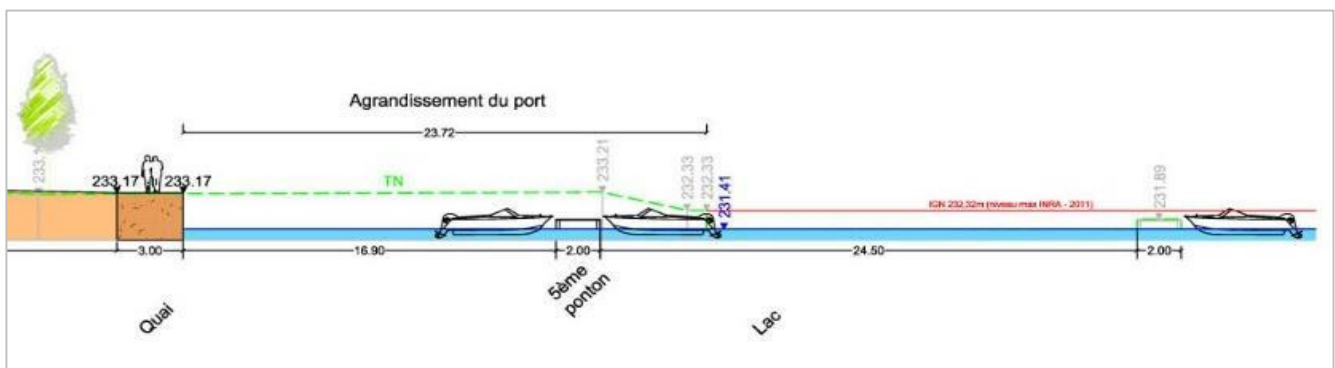 Agrandissement du port
23.72
233.21
232.33
232.33
231.41
233.17
233.17
TN
IGN 232,32m (niveau max INRA - 2011)
231.89
3.00
16.90
2.00
24.50
2.00
Quai
5ème
ponton
Lac